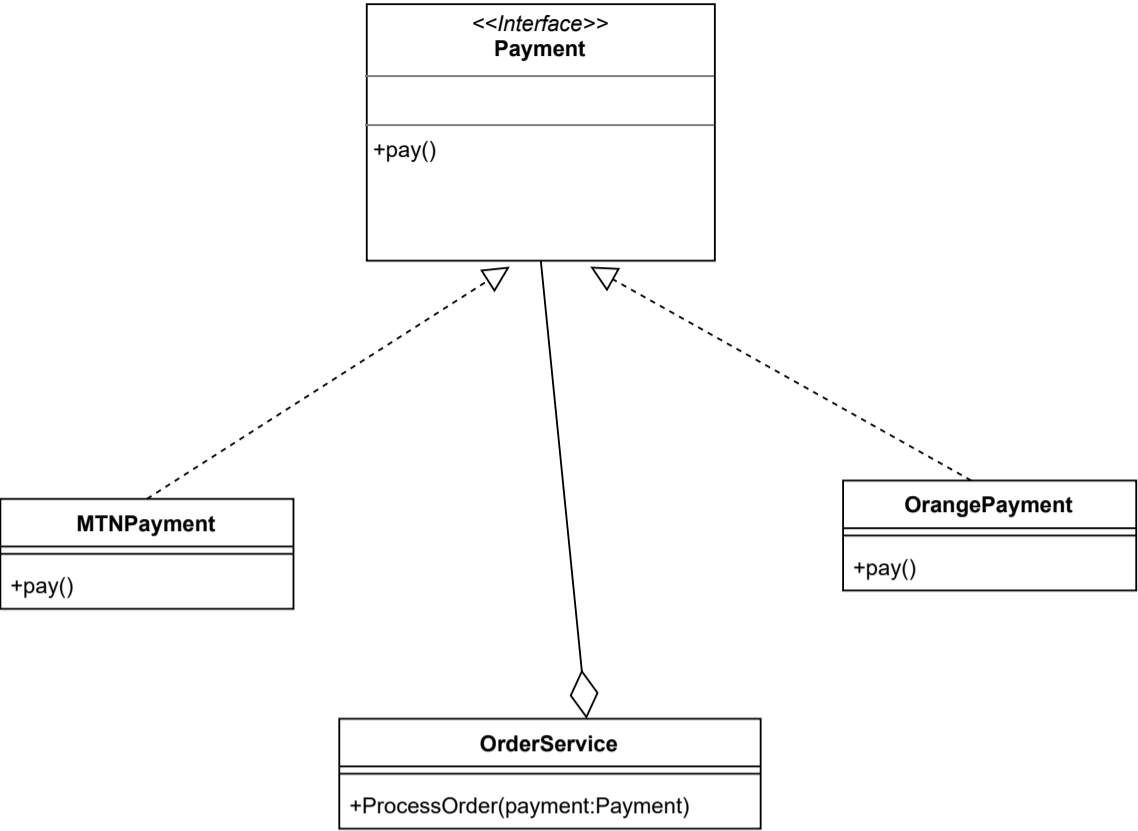 <<Interface>>
Payment
+pay()
MTNPayment
+pay()
OrangePayment
+pay()
OrderService
+ProcessOrder(payment:Payment)